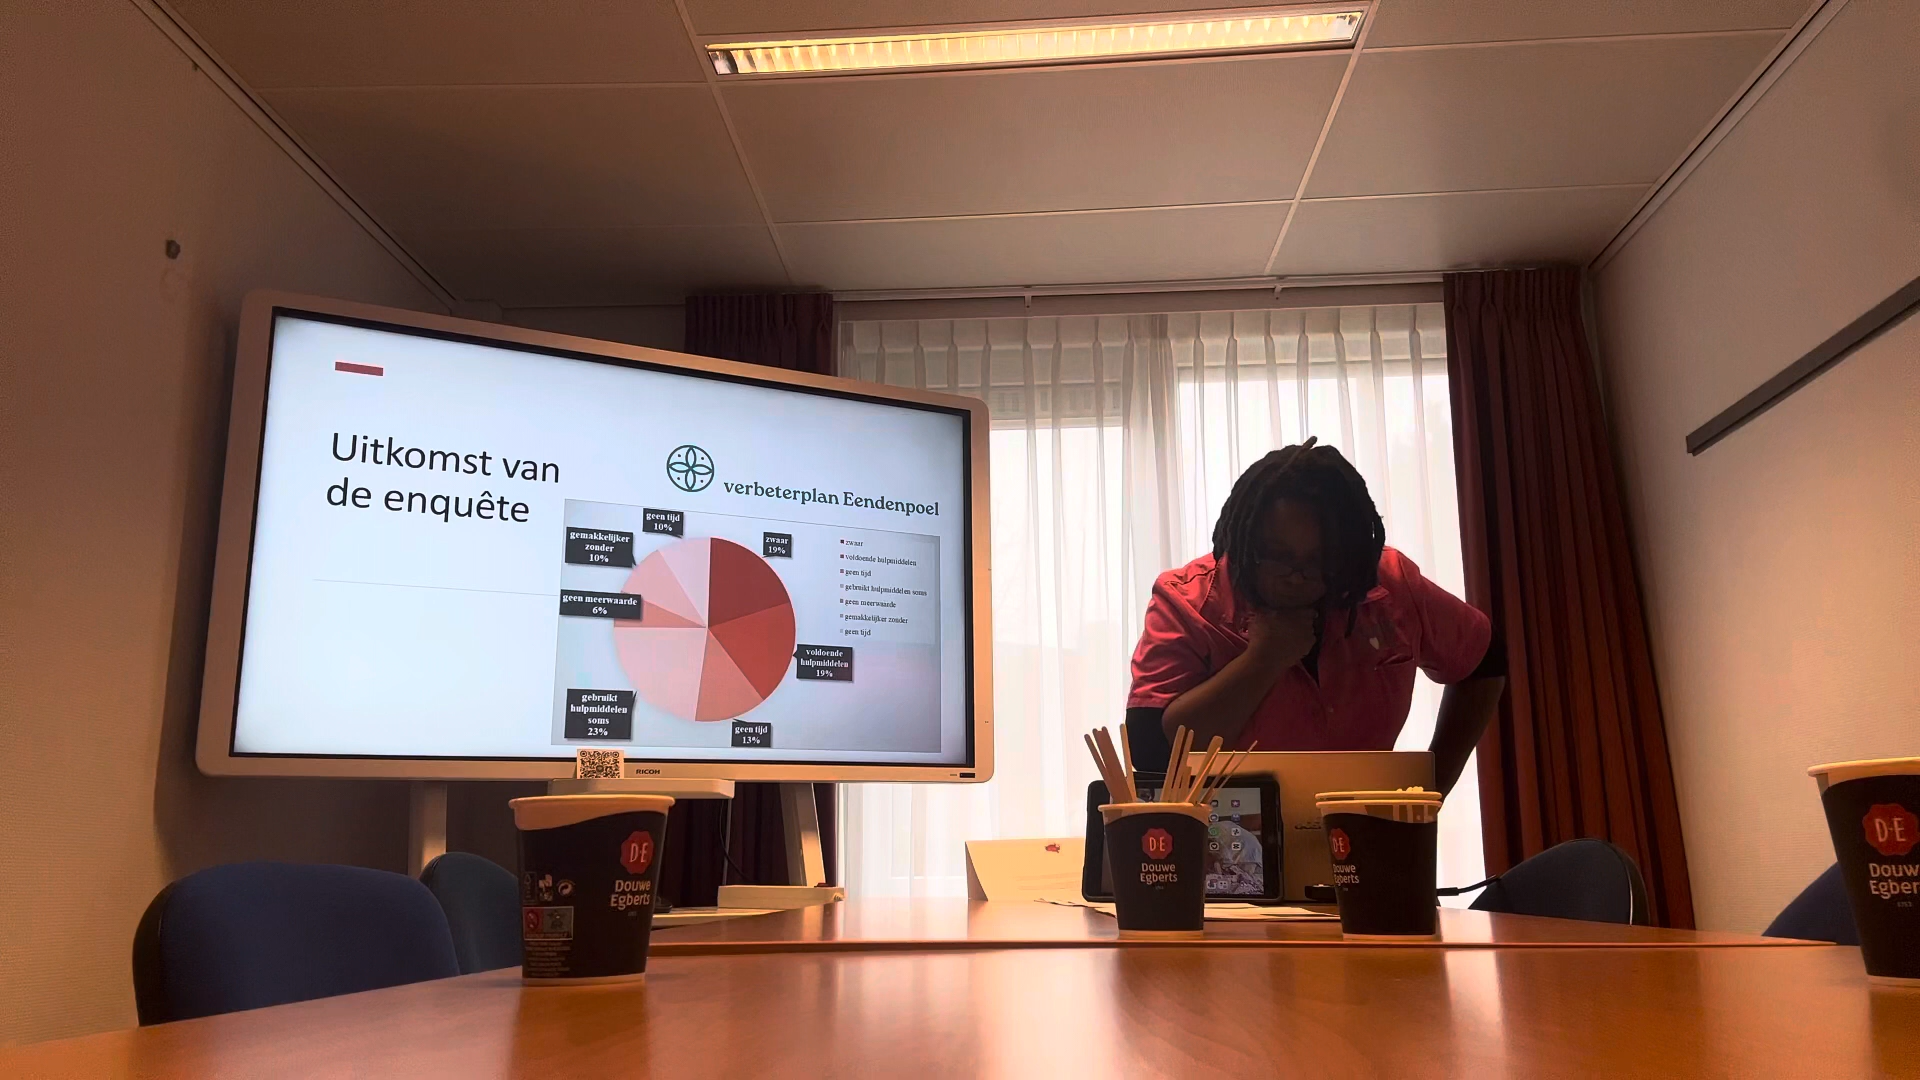 Uitkomst van
de enquête
verbeterplan Eendenpoel
geen tijd
10%
zwaar
19%
gemakkelijker
zonder
10%
geen meerwaarde
6%
voldoende
hulpmiddelen
19%
gebruikt
hulpmiddelen
soms
23%
geen tijd
13%
zwaar
voldoende hulpmiddelen
geen tijd
gebruikt hulpmiddelen soms
geen meerwaarde
gemakkelijker zonder
geen tijd
RICOH
D·E
Douwe
Egberts
D·E
Douwe
Egberts
D·E
Douwe
Egberts
D·E